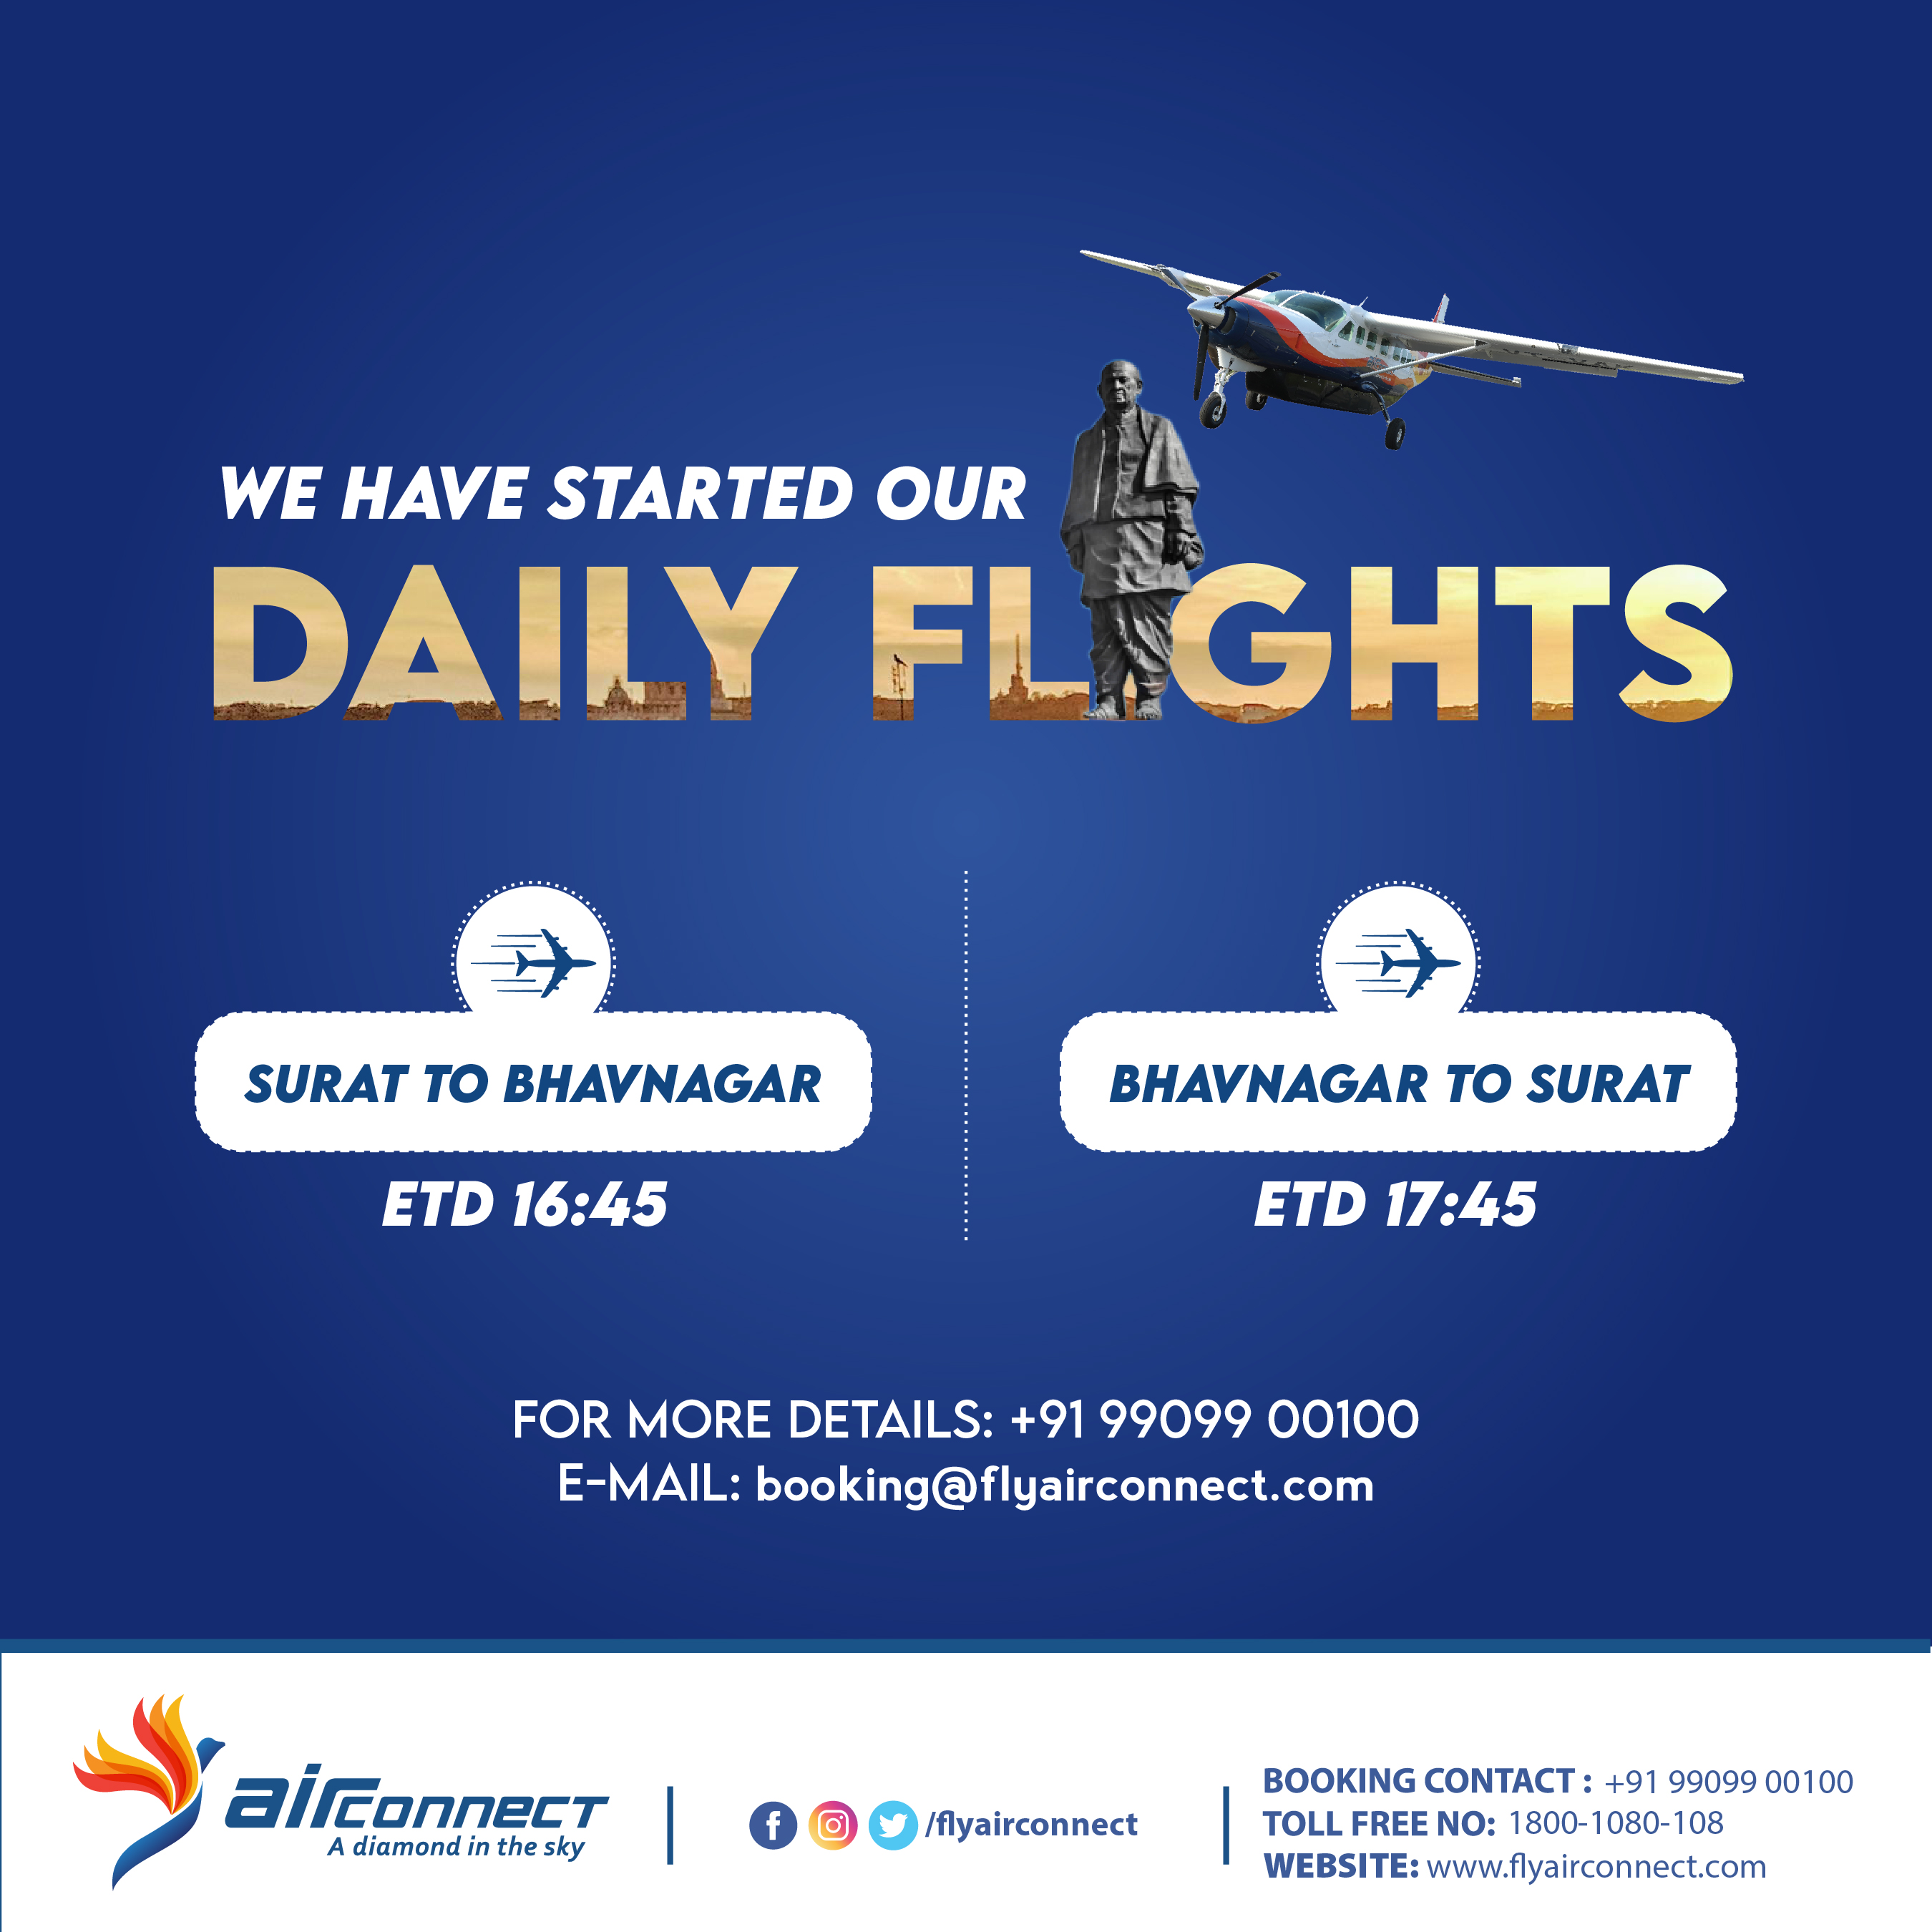 WE HAVE STARTED OUR
DAILY FLIGHTS
SURAT TO BHAVNAGAR
ETD 16:45
BHAVNAGAR TO SURAT
ETD 17:45
FOR MORE DETAILS: +91 99099 00100
E-MAIL: booking@flyairconnect.com
airconnect
A diamond in the sky
/flyairconnect
BOOKING CONTACT : +91 99099 00100
TOLL FREE NO: 1800-1080-108
WEBSITE: www.flyairconnect.com